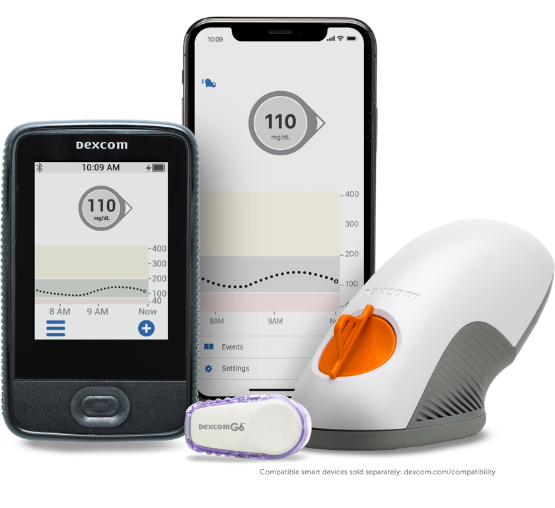 DEXCOM
10:09 AM
110
mg/dL
400
300
200
100
40
8 AM
9 AM
Now
10:09
110
mg/dL
400
300
200
100
8AM
9AM
Events
Settings
DEXCOM G6
DEXCOM
Compatible smart devices sold separately: dexcom.com/compatibility